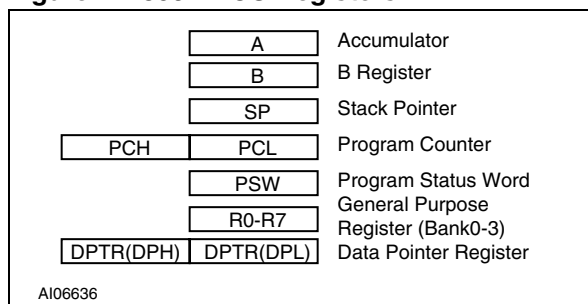 A Accumulator
B B Register
SP Stack Pointer
PCH PCL Program Counter
PSW Program Status Word
R0-R7 General Purpose
Register (Bank0-3)
DPTR(DPH) DPTR(DPL) Data Pointer Register
AI06636